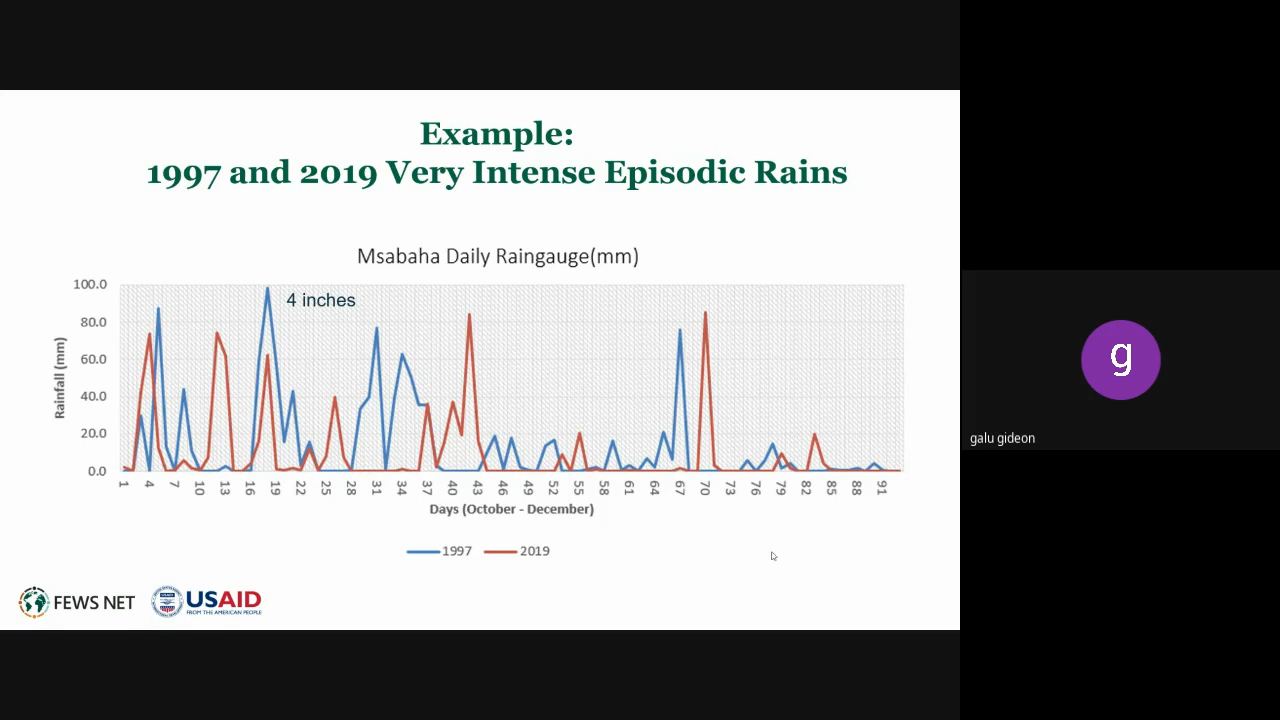 Example:
1997 and 2019 Very Intense Episodic Rains
Msabaha Daily Raingauge(mm)
100.0
80.0
60.0
40.0
20.0
0.0
Rainfall (mm)
4 inches
1 4 7 10 13 16 19 22 25 28 31 34 37 40 43 46 49 52 55 58 61 64 67 70 73 76 79 82 85 88 91
Days (October - December)
1997 2019
FEWS NET
USAID
FROM THE AMERICAN PEOPLE
g
galu gideon